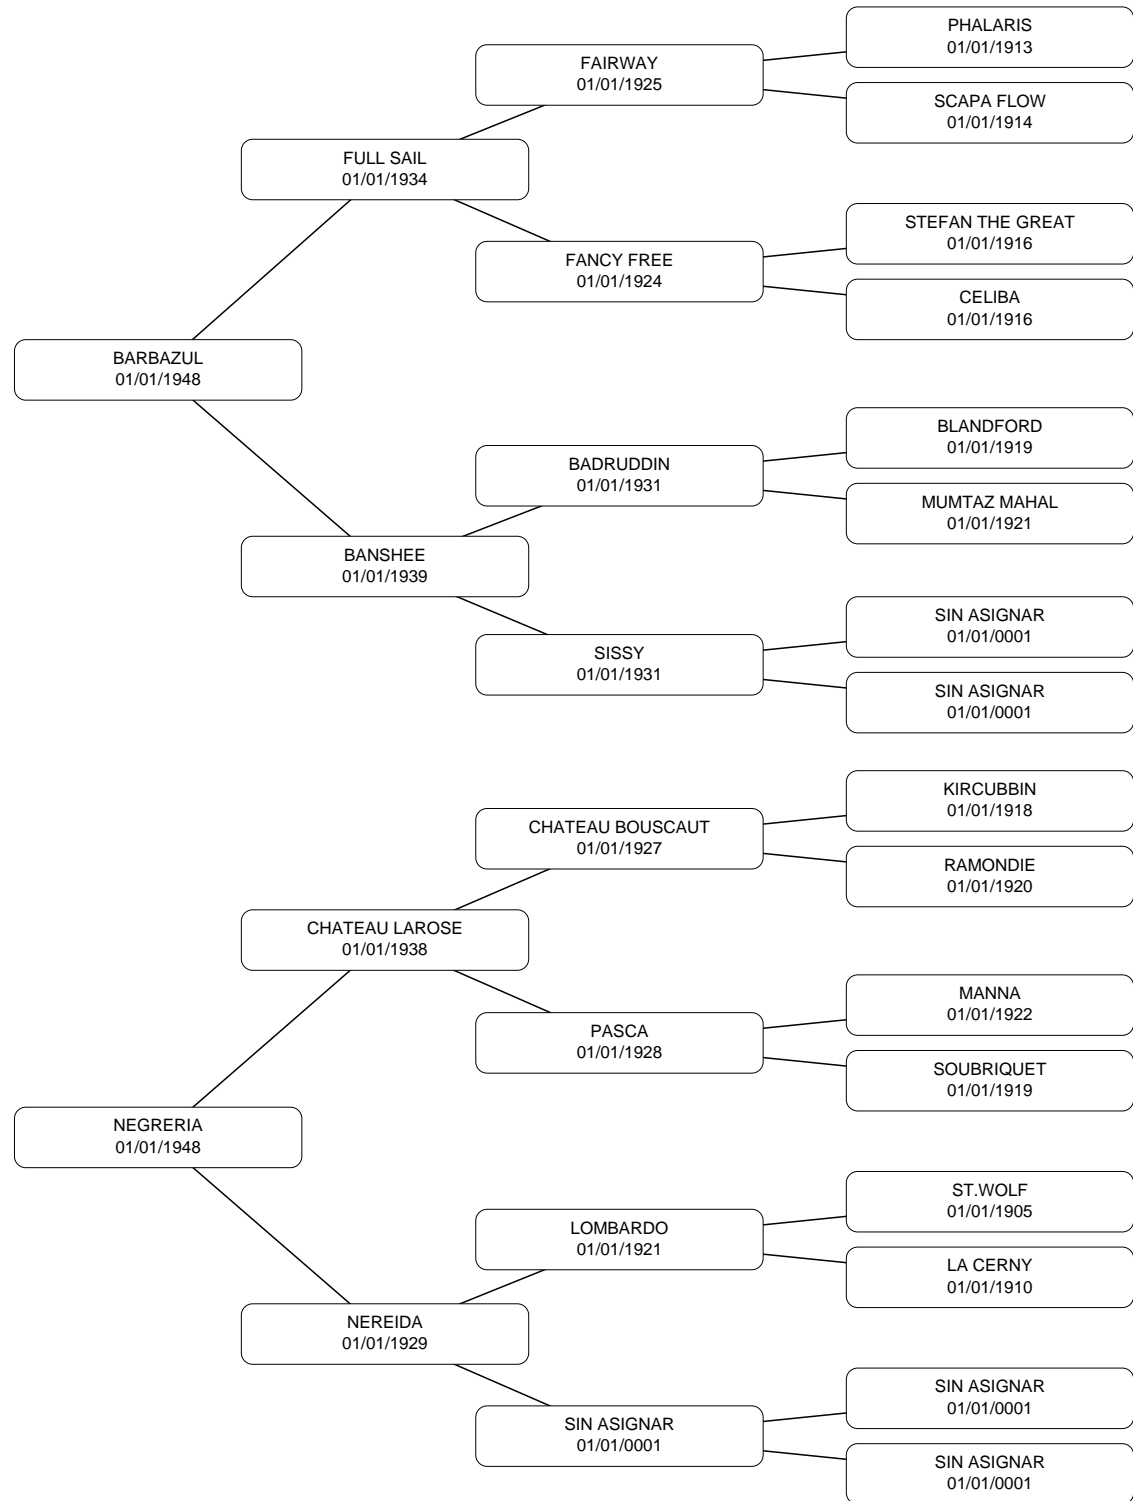 PHALARIS
01/01/1913
FAIRWAY
01/01/1925
SCAPA FLOW
01/01/1914
FULL SAIL
01/01/1934
STEFAN THE GREAT
01/01/1916
FANCY FREE
01/01/1924
CELIBA
01/01/1916
BARBAZUL
01/01/1948
BLANDFORD
01/01/1919
BADRUDDIN
01/01/1931
MUMTAZ MAHAL
01/01/1921
BANSHEE
01/01/1939
SIN ASIGNAR
01/01/0001
SISSY
01/01/1931
SIN ASIGNAR
01/01/0001
KIRCUBBIN
01/01/1918
CHATEAU BOUSCAUT
01/01/1927
RAMONDIE
01/01/1920
CHATEAU LAROSE
01/01/1938
MANNA
01/01/1922
PASCA
01/01/1928
SOUBRIQUET
01/01/1919
NEGRERIA
01/01/1948
ST.WOLF
01/01/1905
LOMBARDO
01/01/1921
LA CERNY
01/01/1910
NEREIDA
01/01/1929
SIN ASIGNAR
01/01/0001
SIN ASIGNAR
01/01/0001
SIN ASIGNAR
01/01/0001